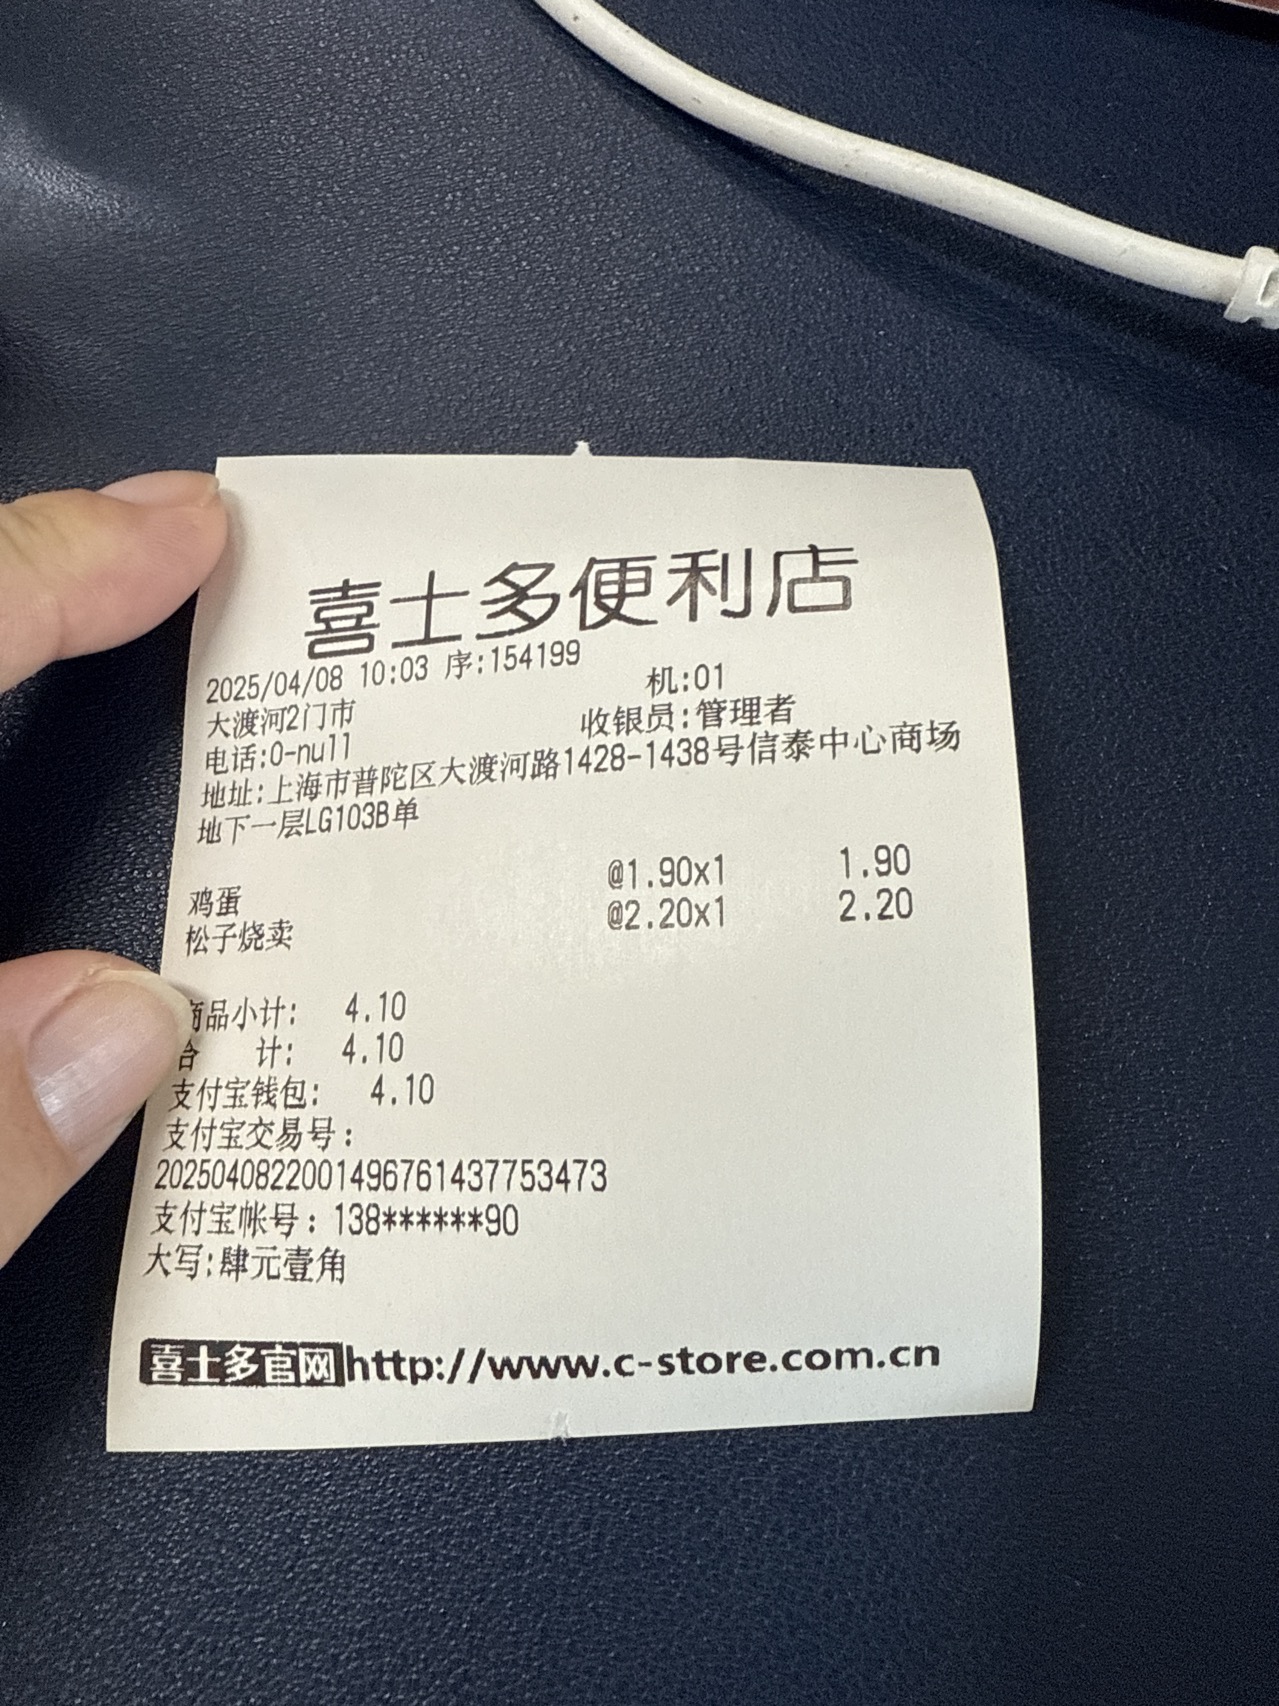 喜士多便利店
2025/04/08 10:03 序:154199
大渡河2门市 机:01
电话:0-null 收银员:管理者
地址:上海市普陀区大渡河路1428-1438号信泰中心商场
地下一层LG103B单
鸡蛋 @1.90x1 1.90
松子烧卖 @2.20x1 2.20
商品小计: 4.10
合 计: 4.10
支付宝钱包: 4.10
支付宝交易号:
2025040822001496761437753473
支付宝帐号:138******90
大写:肆元壹角
喜士多官网http://www.c-store.com.cn